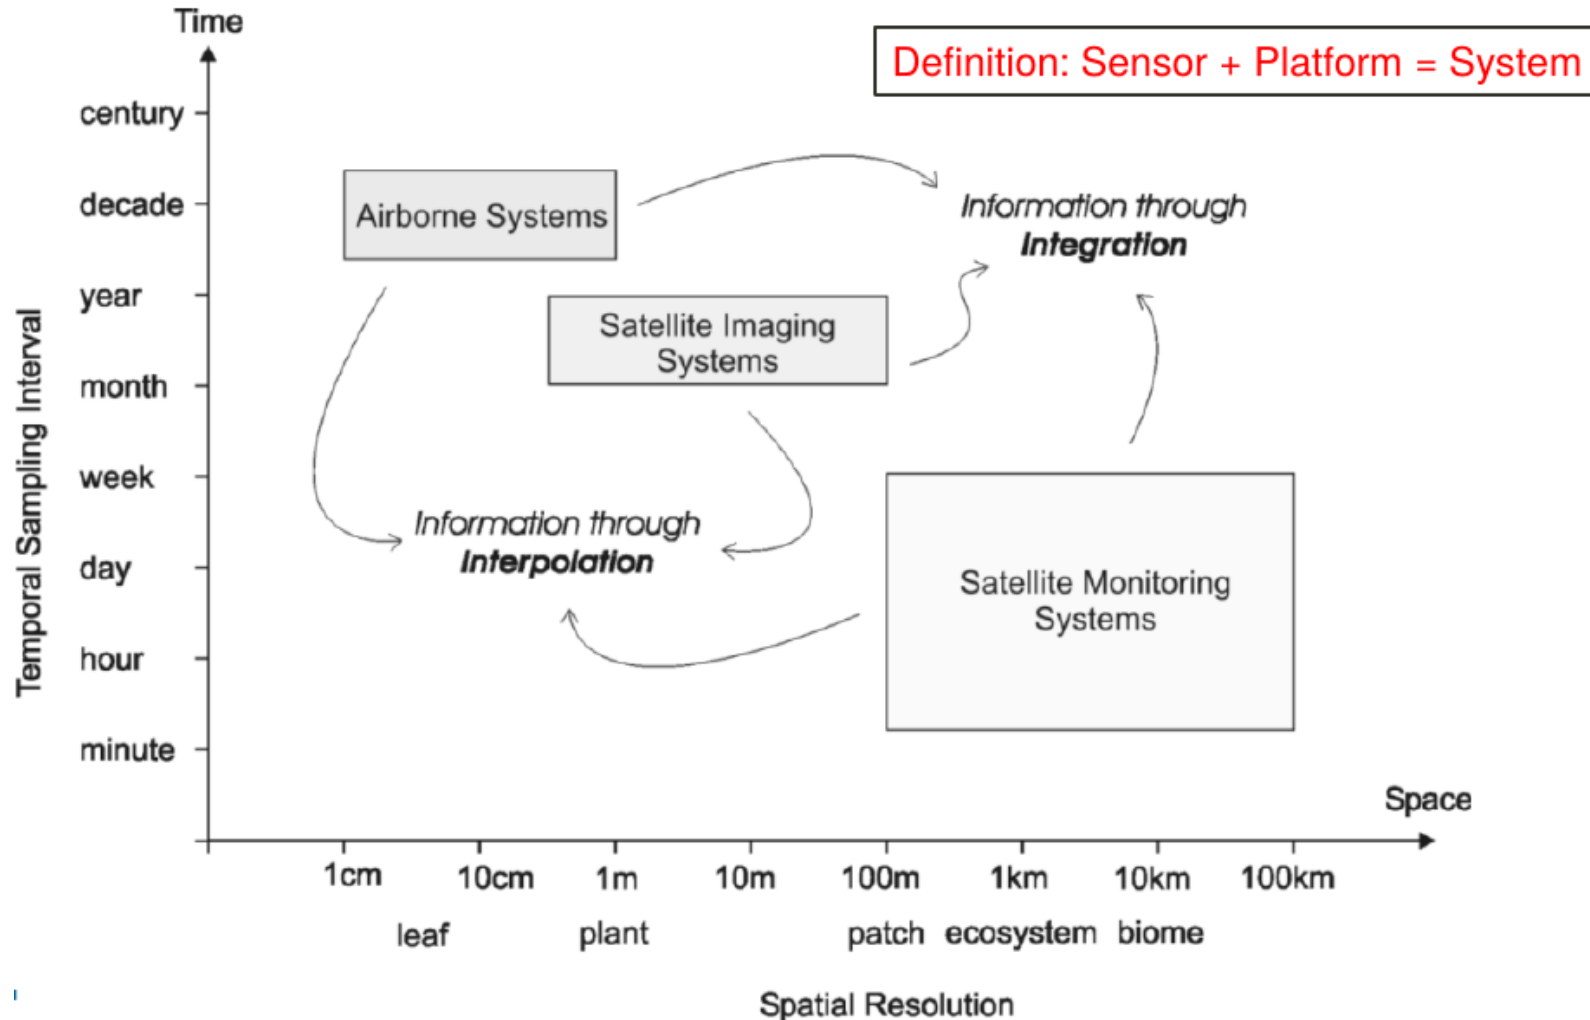 Time
Definition: Sensor + Platform = System
century
decade
year
month
week
day
hour
minute
Temporal Sampling Interval
Airborne Systems
Information through
Integration
Satellite Imaging
Systems
Information through
Interpolation
Satellite Monitoring
Systems
Space
1cm 10cm 1m 10m 100m 1km 10km 100km
leaf plant patch ecosystem biome
Spatial Resolution